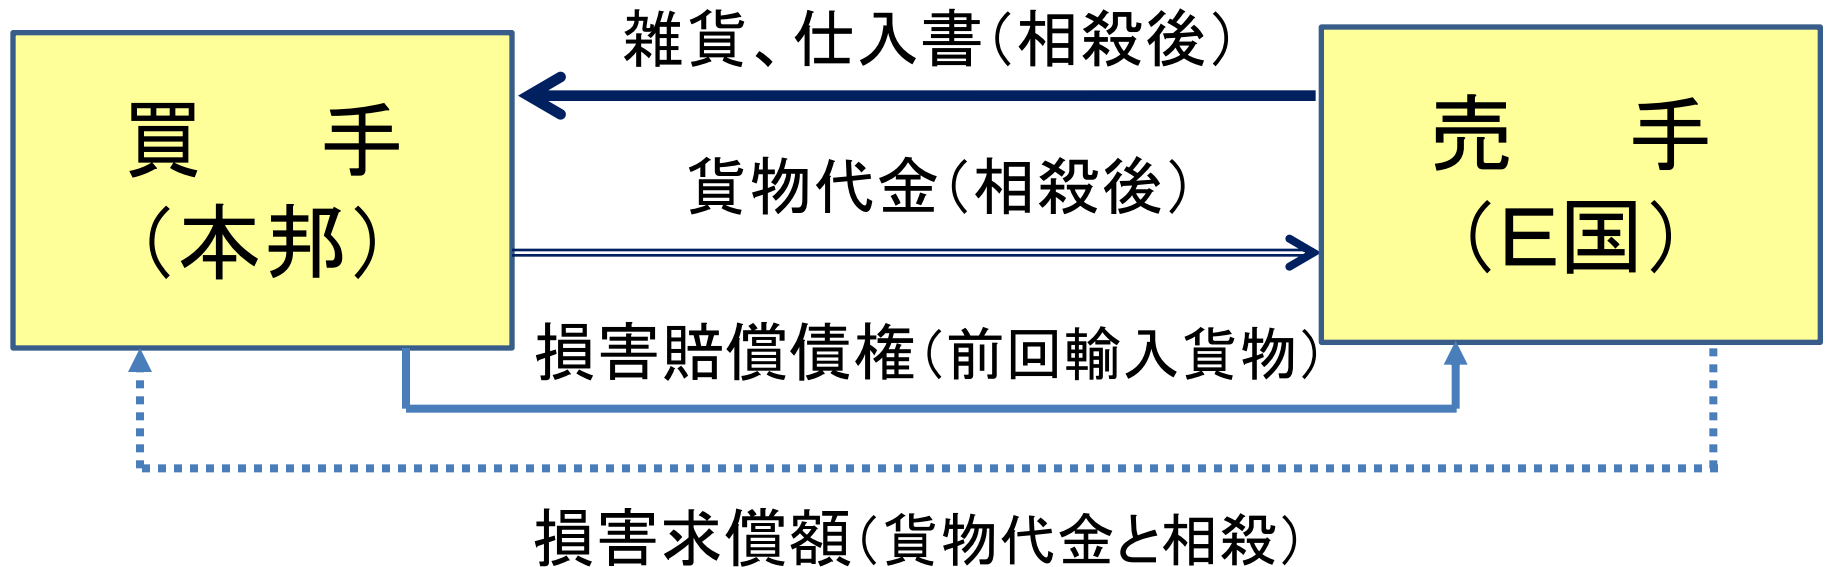 雑貨、仕入書（相殺後）
買　手
（本邦）
売　手
（E国）
貨物代金（相殺後）
損害賠償債権（前回輸入貨物）
損害求償額（貨物代金と相殺）